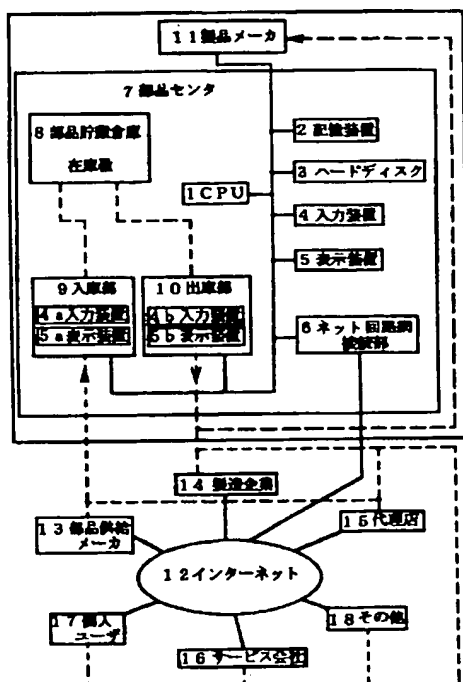 11製品メーカ
7部品センタ
8部品貯蔵倉庫
在庫数
2記憶装置
3ハードディスク
1CPU
4入力装置
5表示装置
9入庫部
4a入力装置
5a表示装置
10出庫部
4b入力装置
5b表示装置
6ネット回路網
接続部
14製造企業
13部品供給
メーカ
15代理店
12インターネット
17個人
ユーザ
18その他
16サービス会社